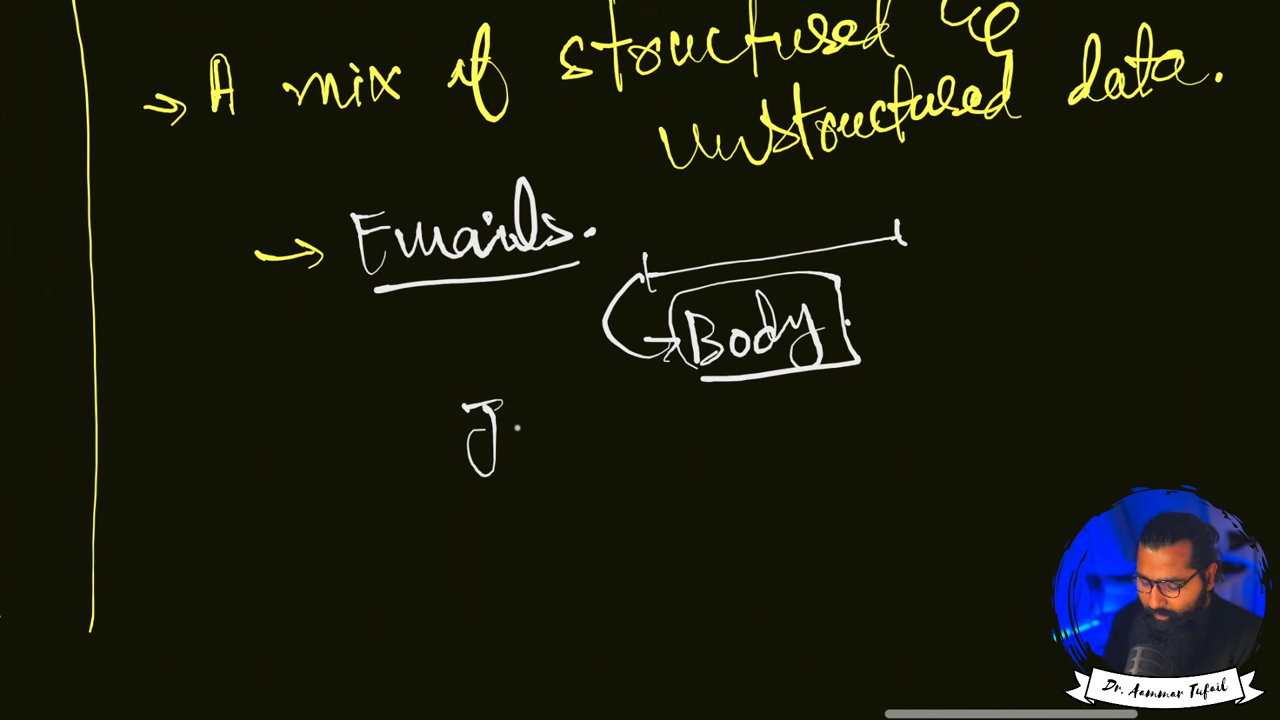 → A mix of structured &
unstructured data.
→ Emails.
Body.
J
Dr. Aammar Tufail